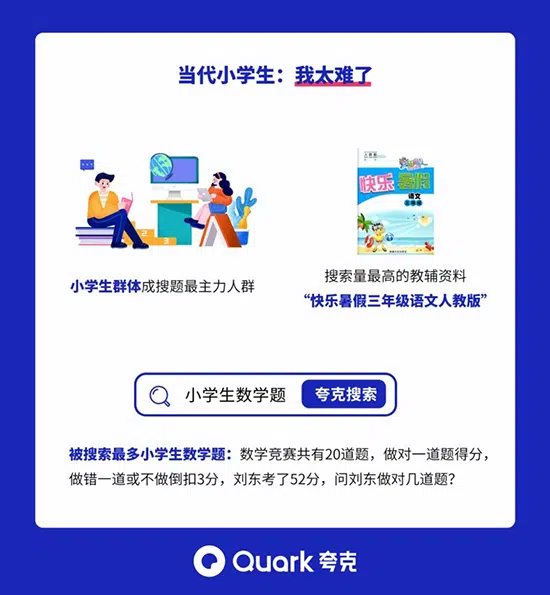 当代小学生：我太难了
人教版
快乐暑假
语文
三年级
小学生群体成搜题最主力人群
搜索量最高的教辅资料
“快乐暑假三年级语文人教版”
小学生数学题 夸克搜索
被搜索最多小学生数学题：数学竞赛共有20道题，做对一道题得分，
做错一道或不做倒扣3分，刘东考了52分，问刘东做对几道题？
Quark 夸克